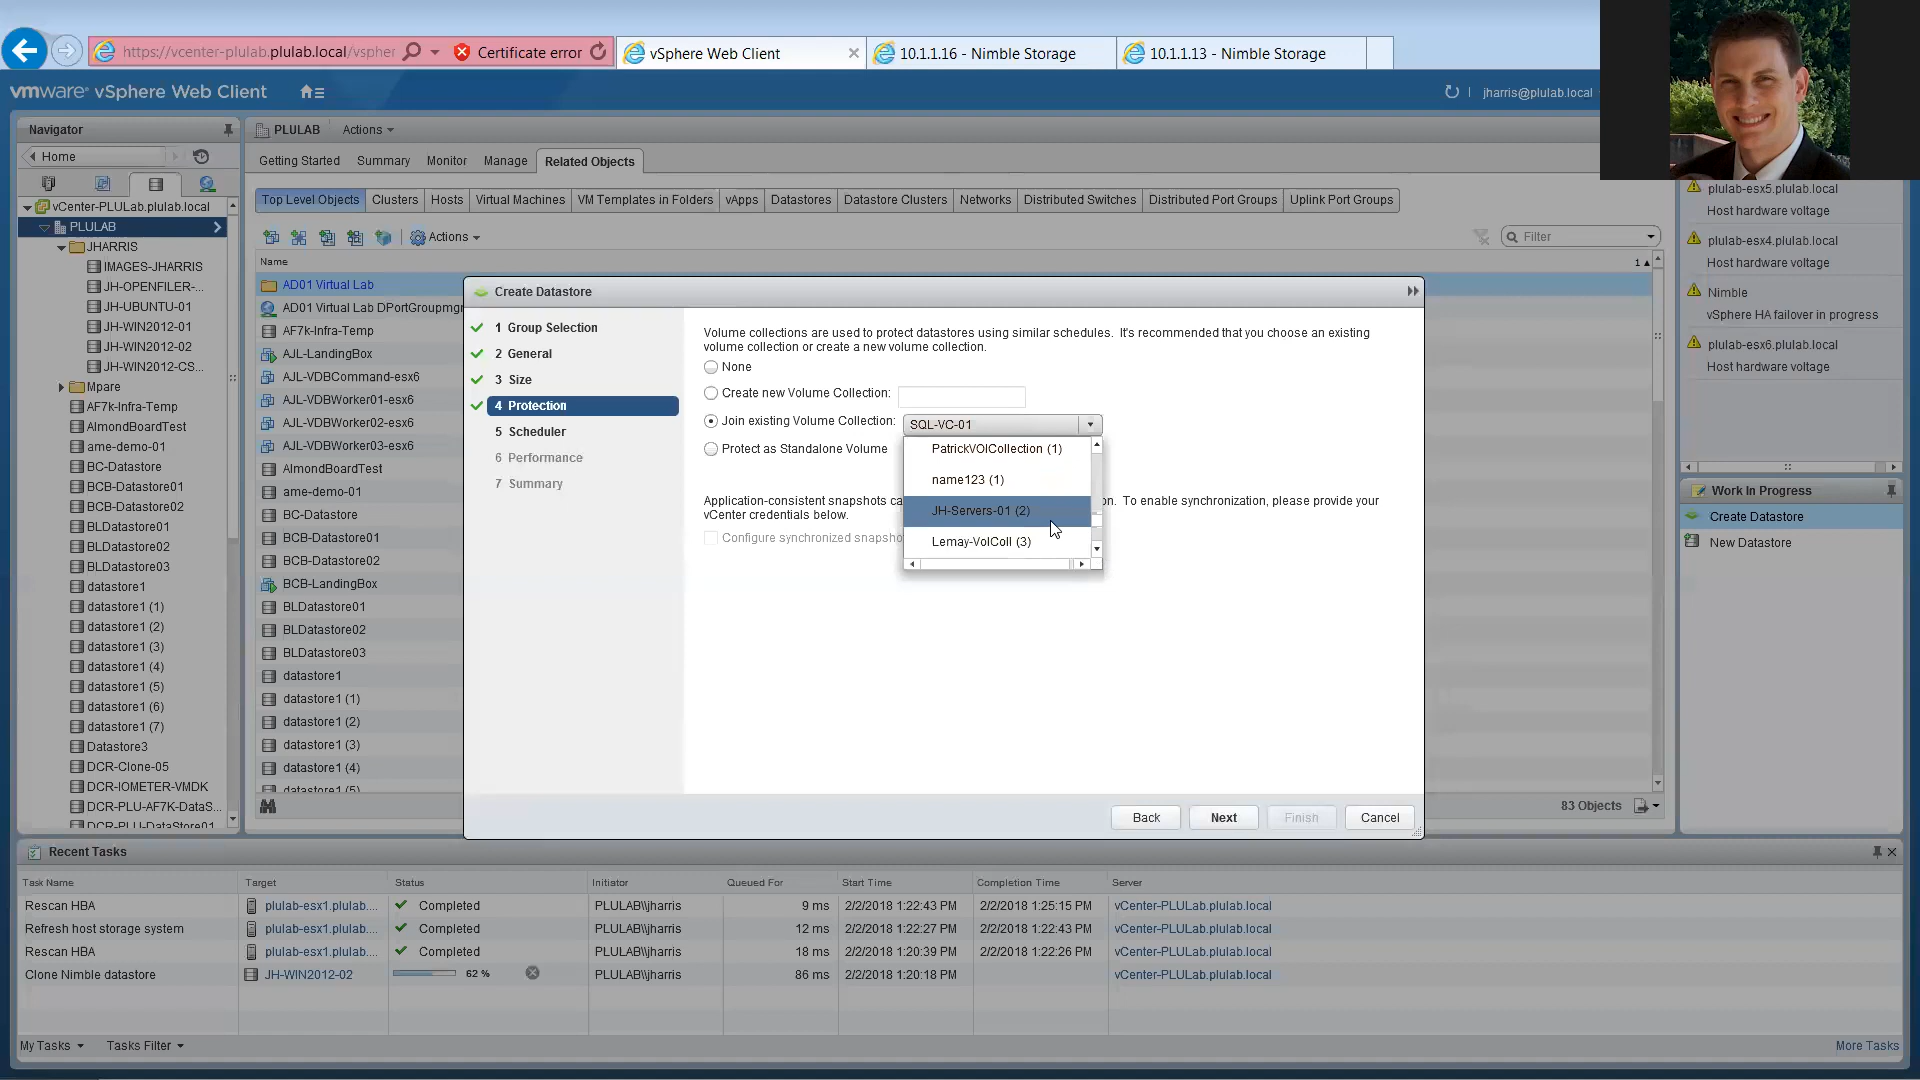 https://vcenter-plulab.plulab.local/vspher
Certificate error
vSphere Web Client
10.1.1.16 - Nimble Storage
10.1.1.13 - Nimble Storage
vmware® vSphere Web Client
jharris@plulab.local
Navigator
Home
vCenter-PLULab.plulab.local
PLULAB
JHARRIS
IMAGES-JHARRIS
JH-OPENFILER-...
JH-UBUNTU-01
JH-WIN2012-01
JH-WIN2012-02
JH-WIN2012-CS...
Mpare
AF7k-Infra-Temp
AlmondBoardTest
ame-demo-01
BC-Datastore
BCB-Datastore01
BCB-Datastore02
BLDatastore01
BLDatastore02
BLDatastore03
datastore1
datastore1 (1)
datastore1 (2)
datastore1 (3)
datastore1 (4)
datastore1 (5)
datastore1 (6)
datastore1 (7)
Datastore3
DCR-Clone-05
DCR-IOMETER-VMDK
DCR-PLU-AF7K-DataS...
DCR-PLU-DataStore01
PLULAB
Actions
Getting Started Summary Monitor Manage Related Objects
Top Level Objects Clusters Hosts Virtual Machines VM Templates in Folders vApps Datastores Datastore Clusters Networks Distributed Switches Distributed Port Groups Uplink Port Groups
Actions
Filter
Name
1
AD01 Virtual Lab
AD01 Virtual Lab DPortGroupmgr
AF7k-Infra-Temp
AJL-LandingBox
AJL-VDBCommand-esx6
AJL-VDBWorker01-esx6
AJL-VDBWorker02-esx6
AJL-VDBWorker03-esx6
AlmondBoardTest
ame-demo-01
BC-Datastore
BCB-Datastore01
BCB-Datastore02
BCB-LandingBox
BLDatastore01
BLDatastore02
BLDatastore03
datastore1
datastore1 (1)
datastore1 (2)
datastore1 (3)
datastore1 (4)
datastore1 (5)
83 Objects
Create Datastore
1 Group Selection
2 General
3 Size
4 Protection
5 Scheduler
6 Performance
7 Summary
Volume collections are used to protect datastores using similar schedules. It's recommended that you choose an existing
volume collection or create a new volume collection.
None
Create new Volume Collection:
Join existing Volume Collection:
SQL-VC-01
Protect as Standalone Volume
PatrickVOlCollection (1)
name123 (1)
JH-Servers-01 (2)
Lemay-VolColl (3)
Application-consistent snapshots ca
on. To enable synchronization, please provide your
vCenter credentials below.
Configure synchronized snapsho
Back
Next
Finish
Cancel
plulab-esx5.plulab.local
Host hardware voltage
plulab-esx4.plulab.local
Host hardware voltage
Nimble
vSphere HA failover in progress
plulab-esx6.plulab.local
Host hardware voltage
Work In Progress
Create Datastore
New Datastore
Recent Tasks
Task Name Target Status Initiator Queued For Start Time Completion Time Server
Rescan HBA plulab-esx1.plulab.... Completed PLULAB\\jharris 9 ms 2/2/2018 1:22:43 PM 2/2/2018 1:25:15 PM vCenter-PLULab.plulab.local
Refresh host storage system plulab-esx1.plulab.... Completed PLULAB\\jharris 12 ms 2/2/2018 1:22:27 PM 2/2/2018 1:22:43 PM vCenter-PLULab.plulab.local
Rescan HBA plulab-esx1.plulab.... Completed PLULAB\\jharris 18 ms 2/2/2018 1:20:39 PM 2/2/2018 1:22:26 PM vCenter-PLULab.plulab.local
Clone Nimble datastore JH-WIN2012-02 62 % PLULAB\\jharris 86 ms 2/2/2018 1:20:18 PM vCenter-PLULab.plulab.local
My Tasks
Tasks Filter
More Tasks